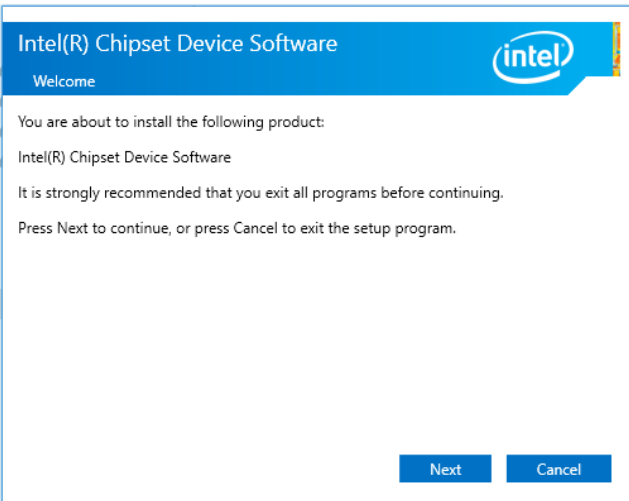 Intel(R) Chipset Device Software
intel
Welcome
You are about to install the following product:
Intel(R) Chipset Device Software
It is strongly recommended that you exit all programs before continuing.
Press Next to continue, or press Cancel to exit the setup program.
Next
Cancel